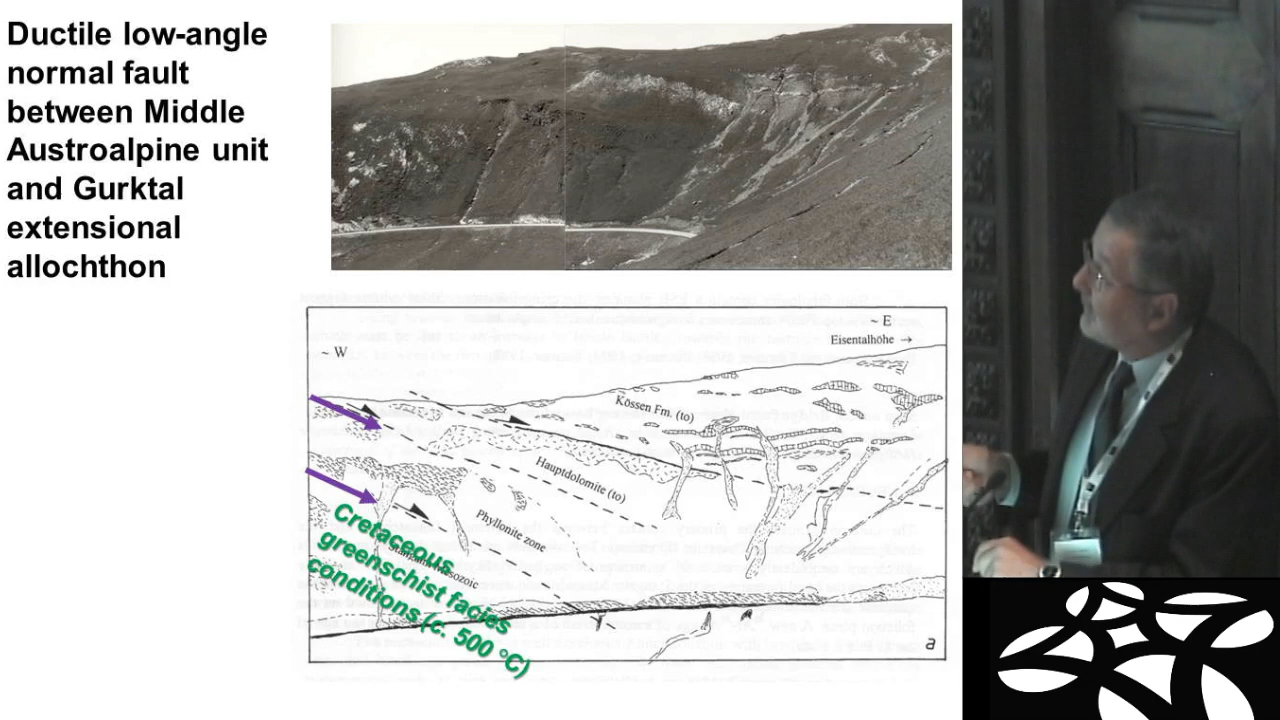 Ductile low-angle
normal fault
between Middle
Austroalpine unit
and Gurktal
extensional
allochthon
~ E
Eisentalhöhe →
~ W
Kössen Fm. (to)
Hauptdolomite (to)
Phyllonite zone
Mesozoic
Cretaceous
greenschist facies
conditions (c. 500 °C)
a